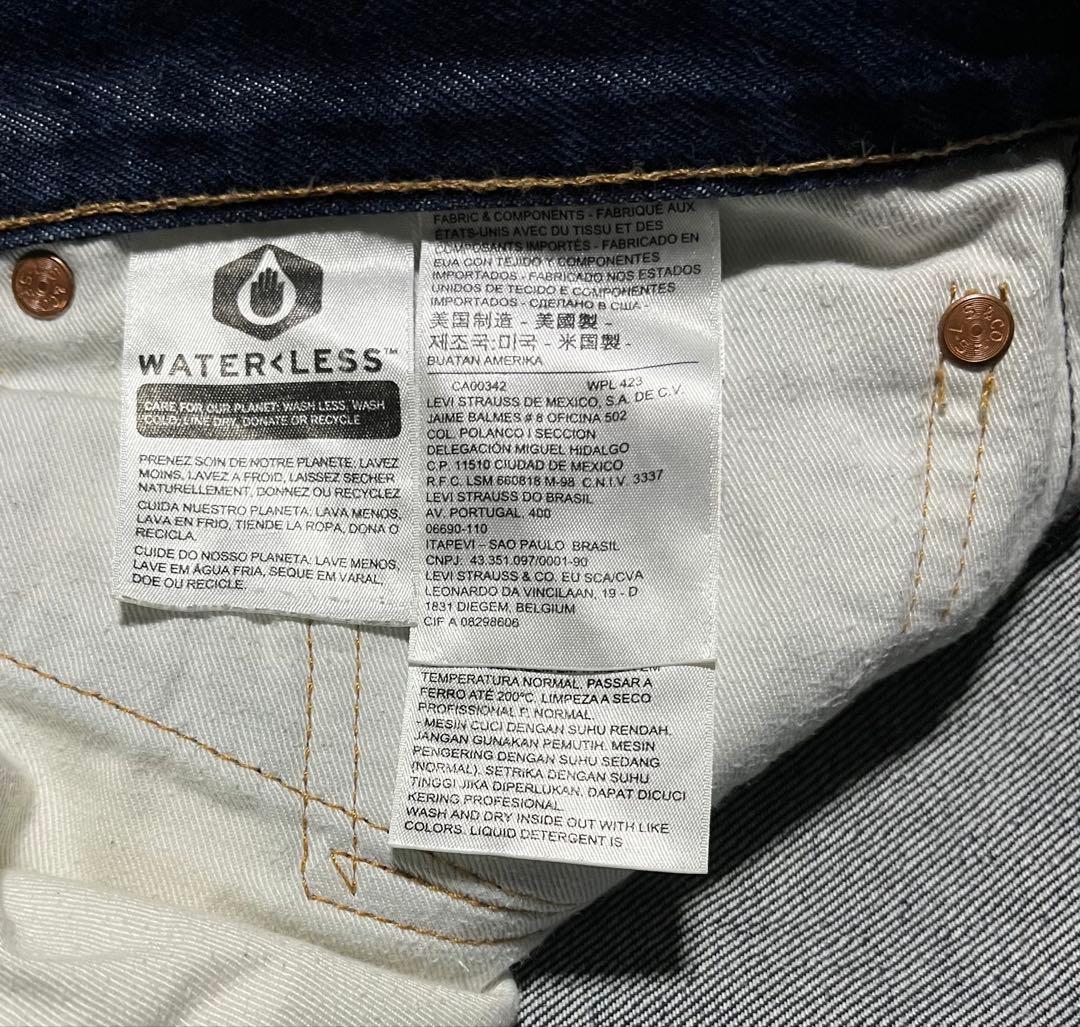 WATER<LESS™
CARE FOR OUR PLANET: WASH LESS, WASH
COLD, LINE DRY, DONATE OR RECYCLE
PRENEZ SOIN DE NOTRE PLANETE: LAVEZ
MOINS, LAVEZ A FROID, LAISSEZ SECHER
NATURELLEMENT, DONNEZ OU RECYCLEZ
CUIDA NUESTRO PLANETA: LAVA MENOS,
LAVA EN FRIO, TIENDE LA ROPA, DONA O
RECICLA.
CUIDE DO NOSSO PLANETA: LAVE MENOS,
LAVE EM ÁGUA FRIA, SEQUE EM VARAL,
DOE OU RECICLE.
FABRIC & COMPONENTS - FABRIQUÉ AUX
ÉTATS-UNIS AVEC DU TISSU ET DES
COMPOSANTS IMPORTÉS - FABRICADO EN
EUA CON TEJIDO Y COMPONENTES
IMPORTADOS - FABRICADO NOS ESTADOS
UNIDOS DE TECIDO E COMPONENTES
IMPORTADOS - СДЕЛАНО В США -
美国制造 - 美國製 -
제조국:미국 - 米国製 -
BUATAN AMERIKA
CA00342 WPL 423
LEVI STRAUSS DE MEXICO, S.A. DE C.V.
JAIME BALMES # 8 OFICINA 502
COL. POLANCO I SECCION
DELEGACIÓN MIGUEL HIDALGO
C.P. 11510 CIUDAD DE MEXICO
R.F.C. LSM 660818 M-98 C.N.I.V. 3337
LEVI STRAUSS DO BRASIL
AV. PORTUGAL, 400
06690-110
ITAPEVI – SAO PAULO BRASIL
CNPJ: 43.351.097/0001-90
LEVI STRAUSS & CO. EU SCA/CVA
LEONARDO DA VINCILAAN, 19 - D
1831 DIEGEM, BELGIUM
CIF A 08298606
TEMPERATURA NORMAL. PASSAR A
FERRO ATÉ 200°C. LIMPEZA A SECO
PROFISSIONAL P. NORMAL.
- MESIN CUCI DENGAN SUHU RENDAH.
JANGAN GUNAKAN PEMUTIH. MESIN
PENGERING DENGAN SUHU SEDANG
(NORMAL). SETRIKA DENGAN SUHU
TINGGI JIKA DIPERLUKAN. DAPAT DICUCI
KERING PROFESIONAL.
WASH AND DRY INSIDE OUT WITH LIKE
COLORS. LIQUID DETERGENT IS